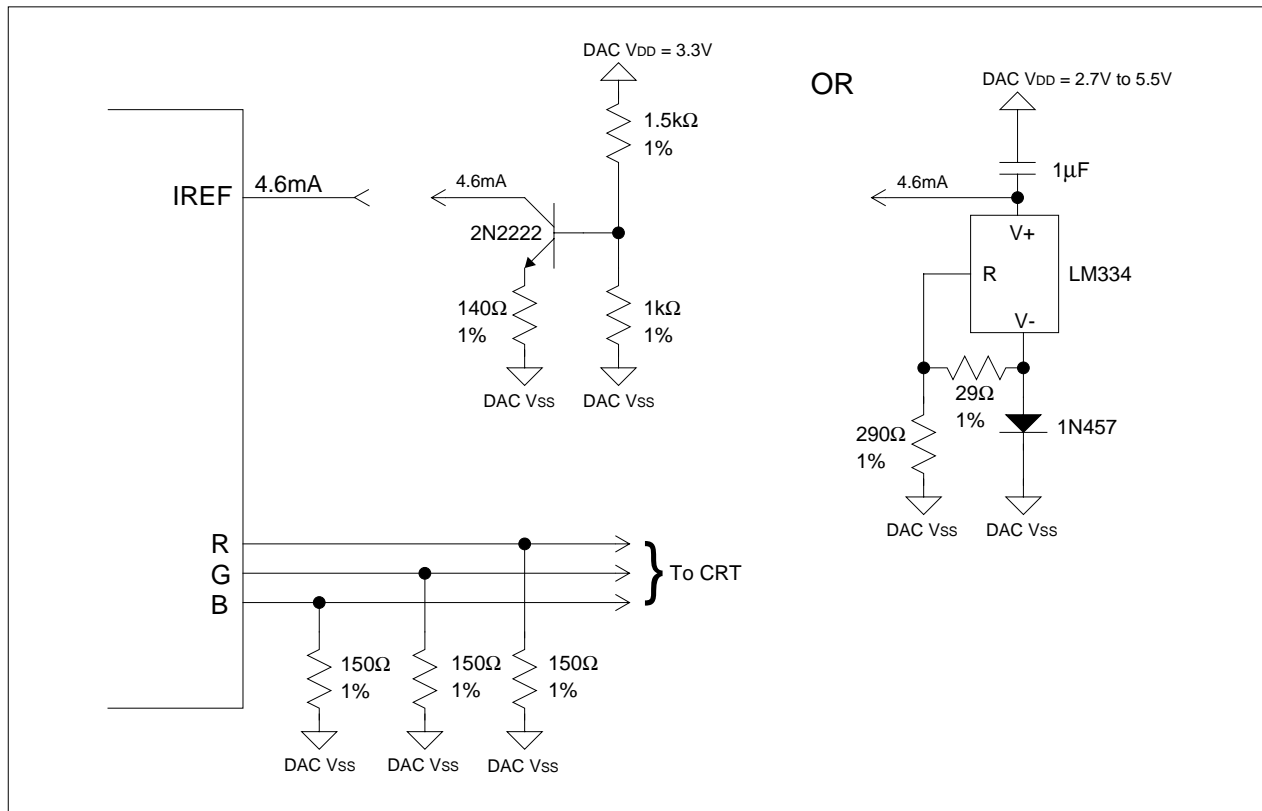 DAC VDD = 3.3V
OR
DAC VDD = 2.7V to 5.5V
1.5kΩ
1%
1µF
IREF
4.6mA
4.6mA
4.6mA
2N2222
V+
R
LM334
V-
140Ω
1%
1kΩ
1%
DAC VSS
DAC VSS
29Ω
1%
290Ω
1%
1N457
DAC VSS
DAC VSS
R
G
B
} To CRT
150Ω
1%
150Ω
1%
150Ω
1%
DAC VSS
DAC VSS
DAC VSS